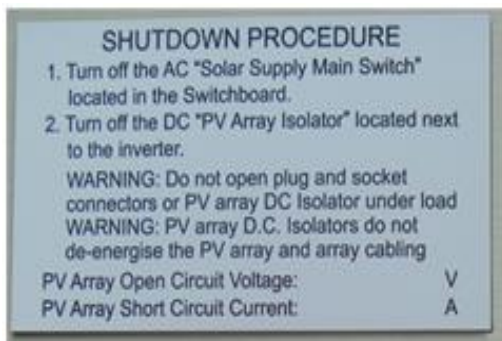 SHUTDOWN PROCEDURE
1. Turn off the AC "Solar Supply Main Switch"
located in the Switchboard.
2. Turn off the DC "PV Array Isolator" located next
to the inverter.
WARNING: Do not open plug and socket
connectors or PV array DC Isolator under load
WARNING: PV array D.C. Isolators do not
de-energise the PV array and array cabling
PV Array Open Circuit Voltage: V
PV Array Short Circuit Current: A